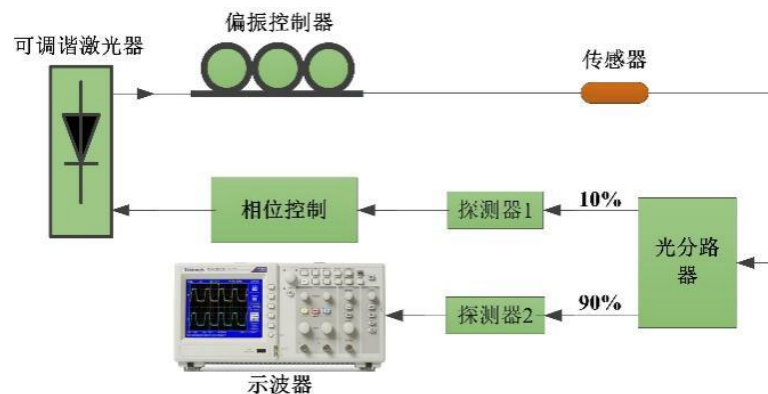 偏振控制器
可调谐激光器
传感器
相位控制
探测器1
10%
光分路
器
90%
探测器2
Tektronix
示波器